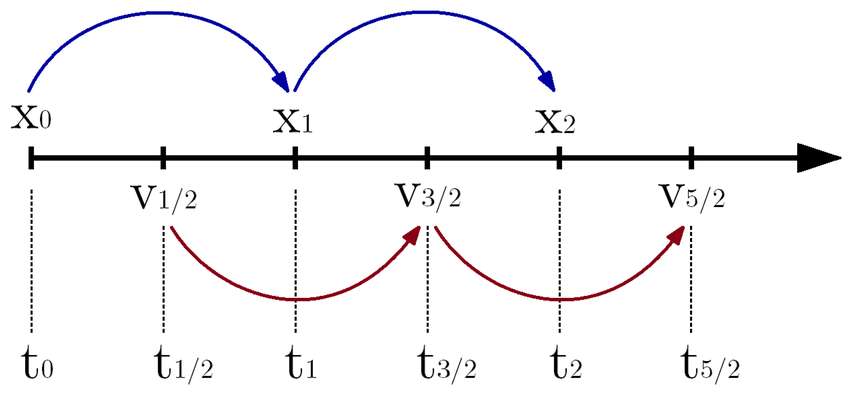 x0 x1 x2
v1/2 v3/2 v5/2
t0 t1/2 t1 t3/2 t2 t5/2